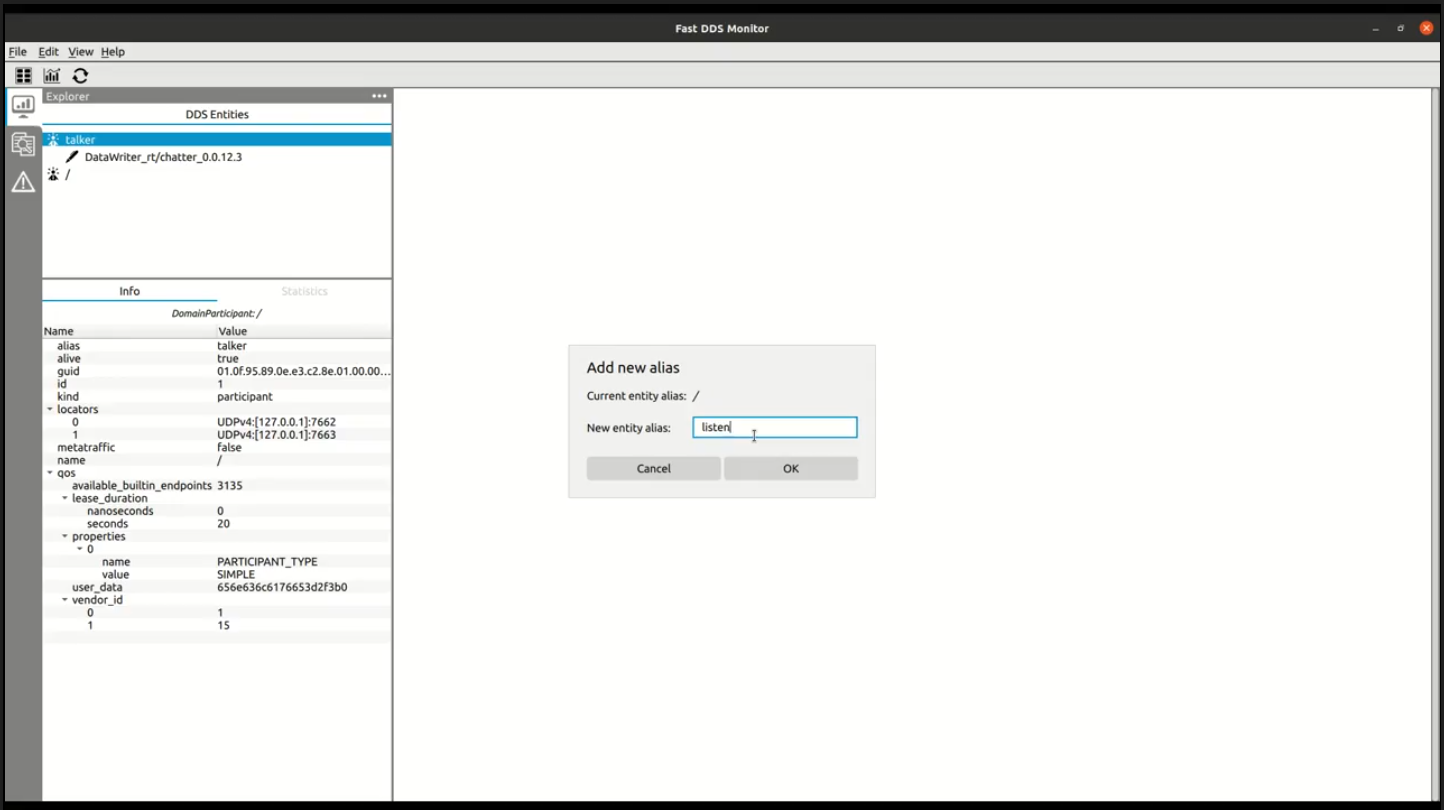 Fast DDS Monitor
File Edit View Help
Explorer
DDS Entities
talker
DataWriter_rt/chatter_0.0.12.3
/
Info Statistics
DomainParticipant: /
Name Value
alias talker
alive true
guid 01.0f.95.89.0e.e3.c2.8e.01.00.00...
id 1
kind participant
locators
0 UDPv4:[127.0.0.1]:7662
1 UDPv4:[127.0.0.1]:7663
metatraffic false
name /
qos
available_builtin_endpoints 3135
lease_duration
nanoseconds 0
seconds 20
properties
0
name PARTICIPANT_TYPE
value SIMPLE
user_data 656e636c6176653d2f3b0
vendor_id
0 1
1 15
Add new alias
Current entity alias: /
New entity alias: listen
Cancel OK